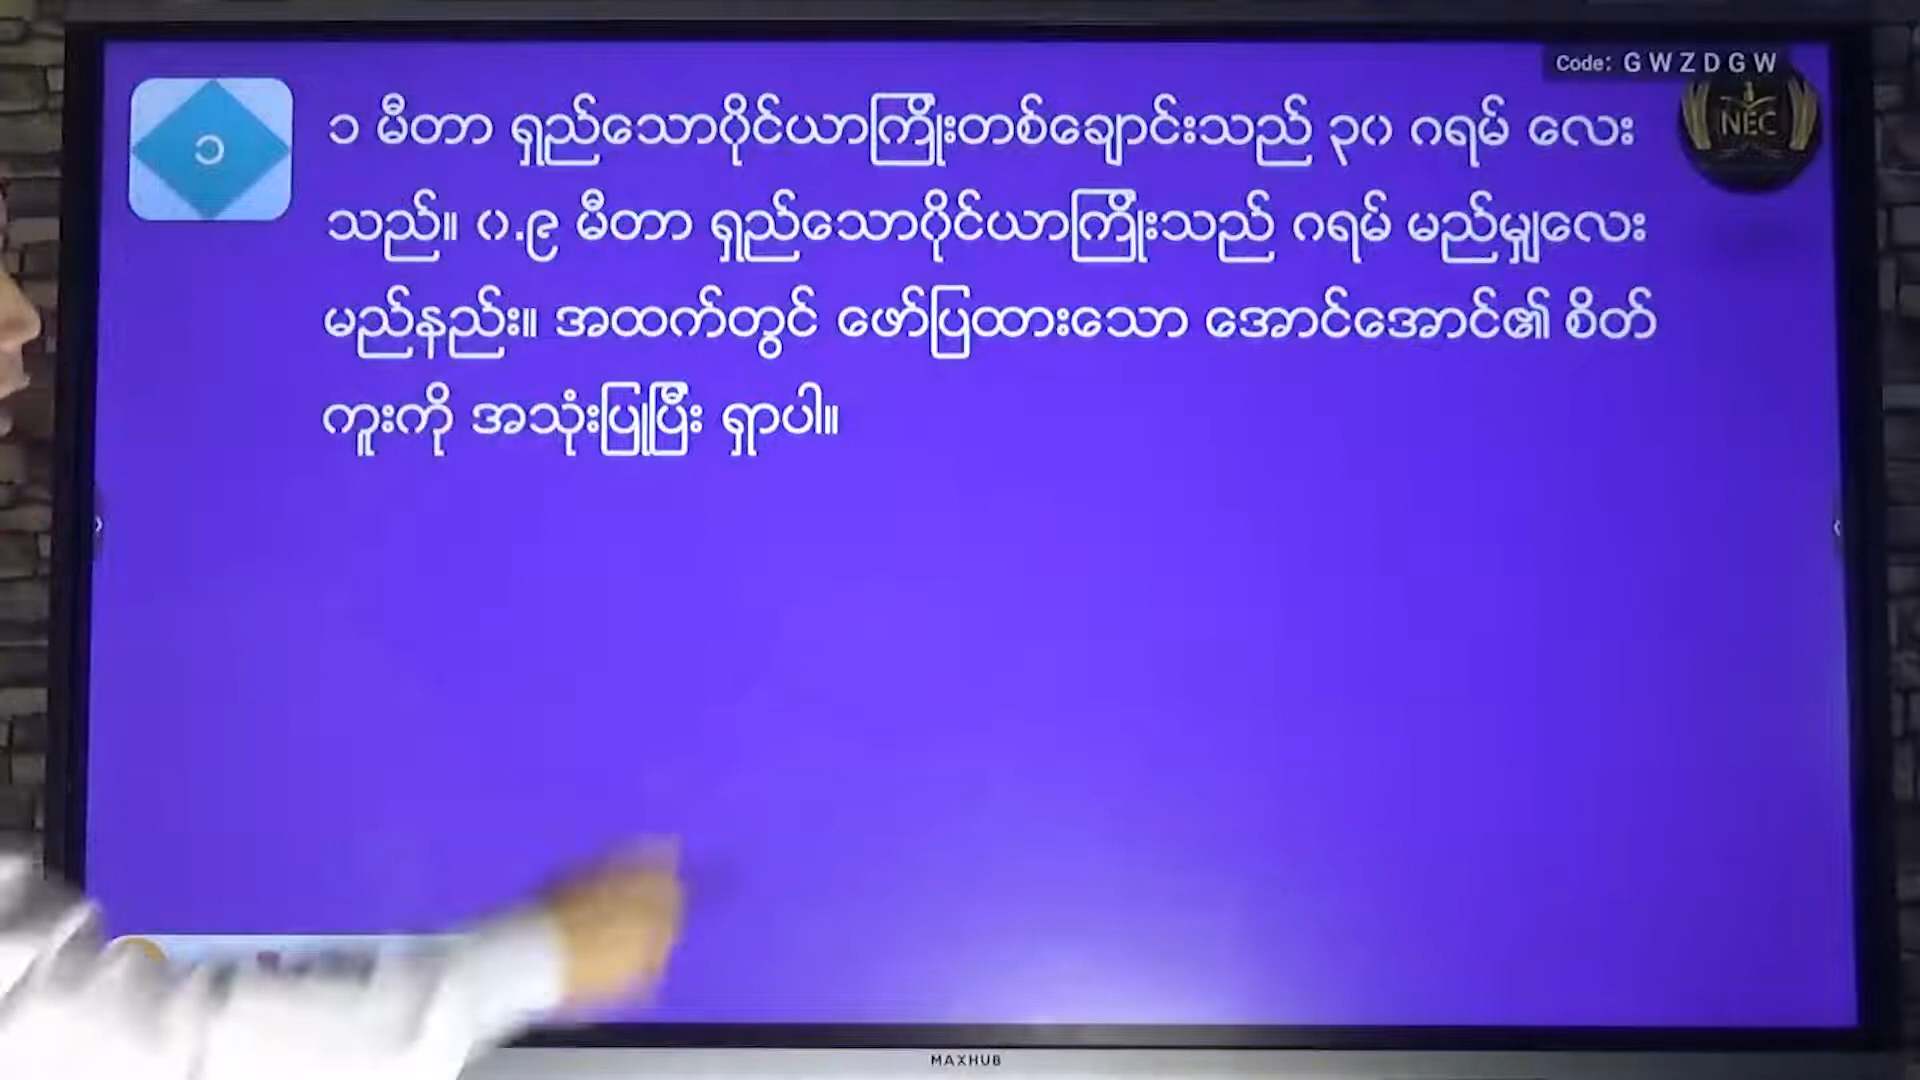 Code: GWZDGW
NEC
၁
၁ မီတာ ရှည်သောဝိုင်ယာကြိုးတစ်ချောင်းသည် ၃၀ ဂရမ် လေး
သည်။ ၀.၉ မီတာ ရှည်သောဝိုင်ယာကြိုးသည် ဂရမ် မည်မျှလေး
မည်နည်း။ အထက်တွင် ဖော်ပြထားသော အောင်အောင်၏ စိတ်
ကူးကို အသုံးပြုပြီး ရှာပါ။
MAXHUB